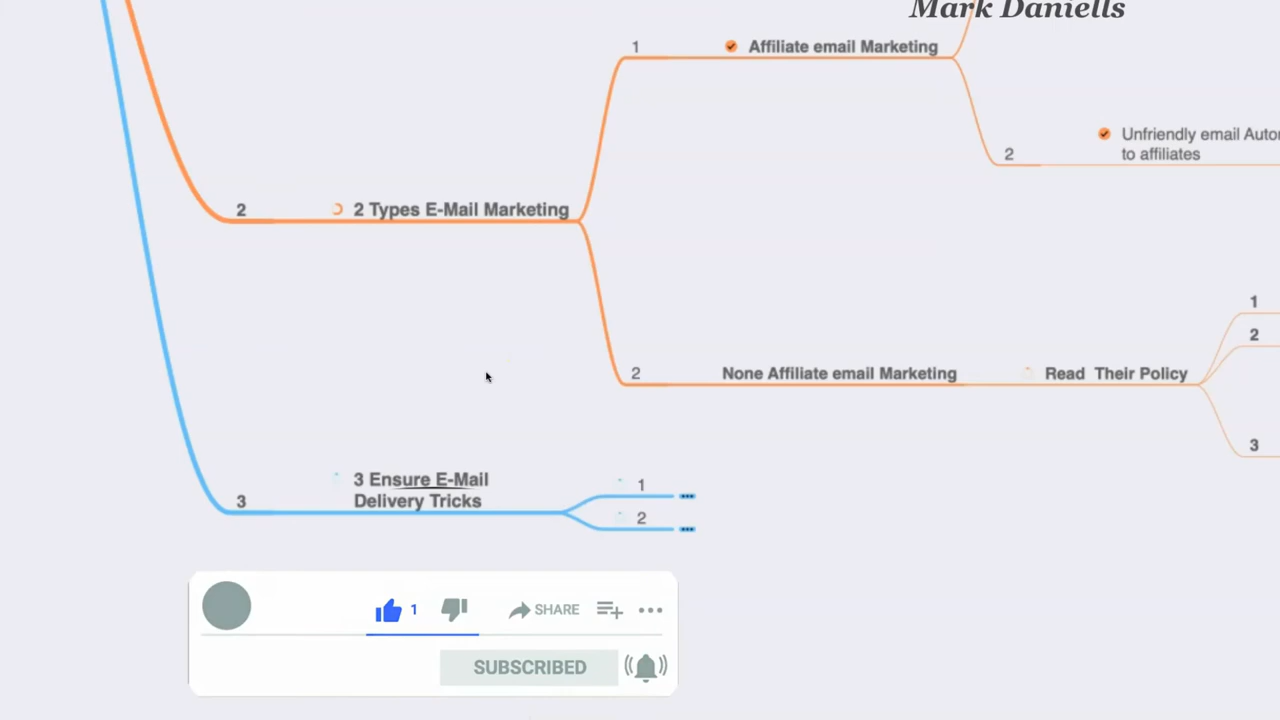 Mark Daniells
1
Affiliate email Marketing
Unfriendly email
2
to affiliates
2
2 Types E-Mail Marketing
1
2
2
None Affiliate email Marketing
Read Their Policy
3
3 Ensure E-Mail
Delivery Tricks
3
1
2
1
SHARE
SUBSCRIBED